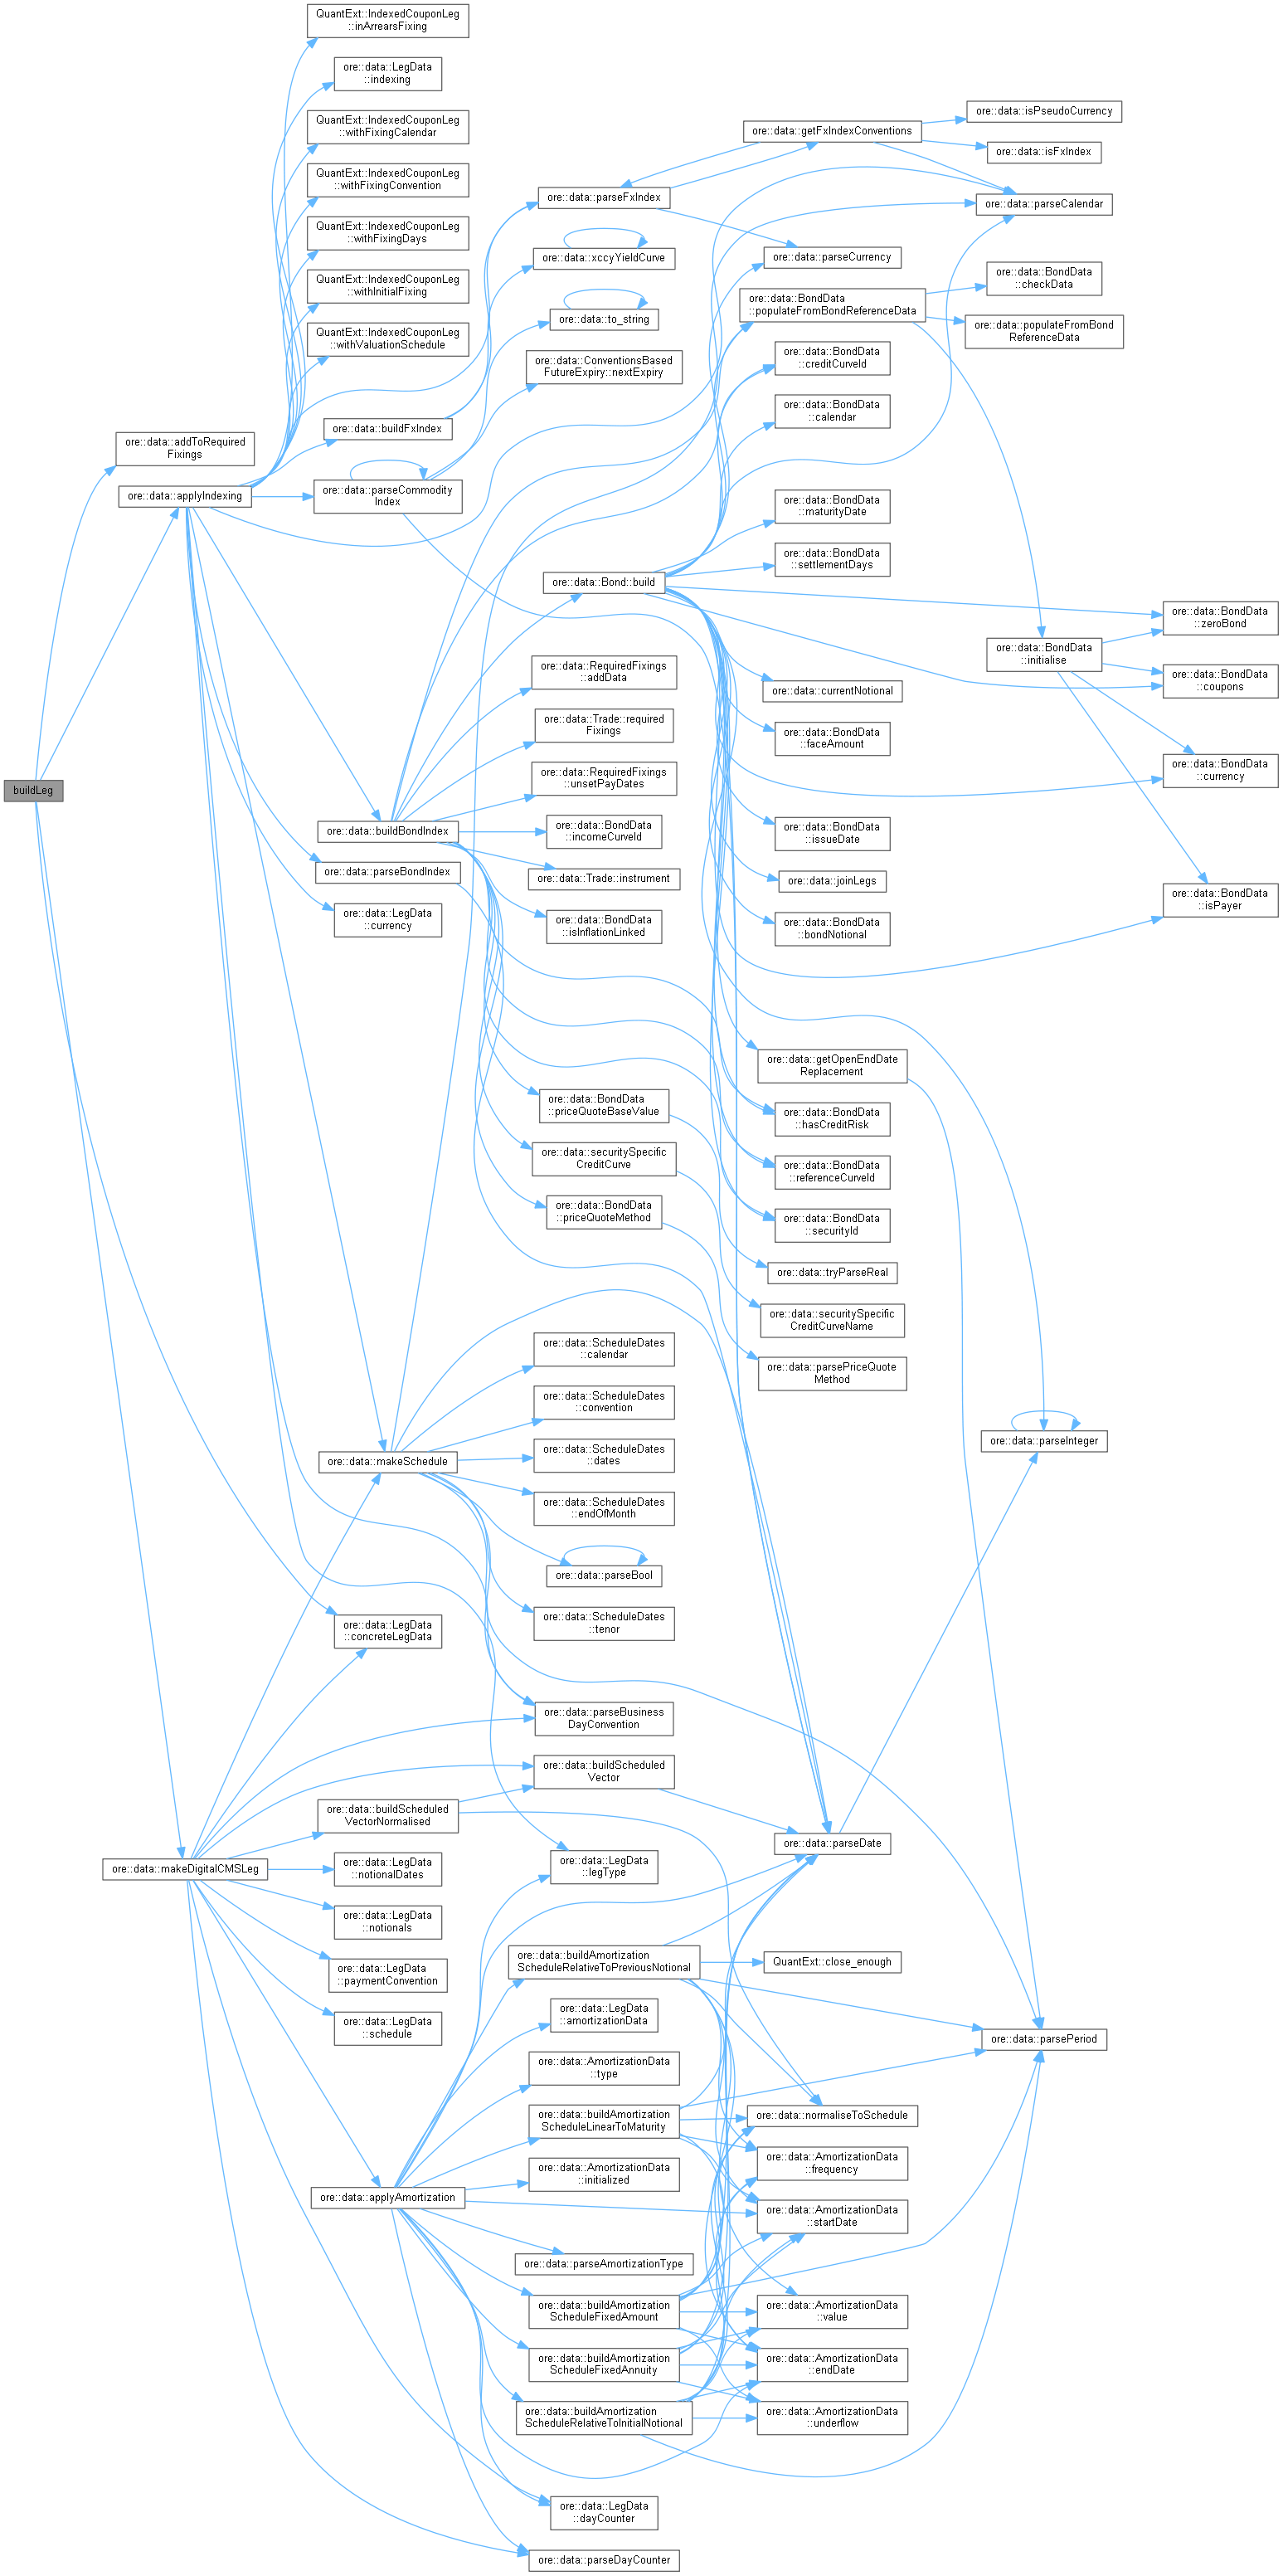 buildLeg
ore::data::addToRequired
Fixings
ore::data::applyIndexing
ore::data::makeDigitalCMSLeg
QuantExt::IndexedCouponLeg
::inArrearsFixing
ore::data::LegData
::indexing
QuantExt::IndexedCouponLeg
::withFixingCalendar
QuantExt::IndexedCouponLeg
::withFixingConvention
QuantExt::IndexedCouponLeg
::withFixingDays
QuantExt::IndexedCouponLeg
::withInitialFixing
QuantExt::IndexedCouponLeg
::withValuationSchedule
ore::data::buildFxIndex
ore::data::parseCommodity
Index
ore::data::buildBondIndex
ore::data::parseBondIndex
ore::data::LegData
::currency
ore::data::makeSchedule
ore::data::LegData
::concreteLegData
ore::data::buildScheduled
VectorNormalised
ore::data::LegData
::notionalDates
ore::data::LegData
::notionals
ore::data::LegData
::paymentConvention
ore::data::LegData
::schedule
ore::data::applyAmortization
ore::data::parseFxIndex
ore::data::xccyYieldCurve
ore::data::to_string
ore::data::ConventionsBased
FutureExpiry::nextExpiry
ore::data::Bond::build
ore::data::RequiredFixings
::addData
ore::data::Trade::required
Fixings
ore::data::RequiredFixings
::unsetPayDates
ore::data::BondData
::incomeCurveId
ore::data::Trade::instrument
ore::data::BondData
::isInflationLinked
ore::data::BondData
::priceQuoteBaseValue
ore::data::securitySpecific
CreditCurve
ore::data::BondData
::priceQuoteMethod
ore::data::ScheduleDates
::calendar
ore::data::ScheduleDates
::convention
ore::data::ScheduleDates
::dates
ore::data::ScheduleDates
::endOfMonth
ore::data::parseBool
ore::data::ScheduleDates
::tenor
ore::data::parseBusiness
DayConvention
ore::data::buildScheduled
Vector
ore::data::LegData
::legType
ore::data::buildAmortization
ScheduleRelativeToPreviousNotional
ore::data::LegData
::amortizationData
ore::data::AmortizationData
::type
ore::data::buildAmortization
ScheduleLinearToMaturity
ore::data::AmortizationData
::initialized
ore::data::parseAmortizationType
ore::data::buildAmortization
ScheduleFixedAmount
ore::data::buildAmortization
ScheduleFixedAnnuity
ore::data::buildAmortization
ScheduleRelativeToInitialNotional
ore::data::LegData
::dayCounter
ore::data::parseDayCounter
ore::data::getFxIndexConventions
ore::data::parseCurrency
ore::data::BondData
::populateFromBondReferenceData
ore::data::BondData
::creditCurveId
ore::data::BondData
::calendar
ore::data::BondData
::maturityDate
ore::data::BondData
::settlementDays
ore::data::currentNotional
ore::data::BondData
::faceAmount
ore::data::BondData
::issueDate
ore::data::joinLegs
ore::data::BondData
::bondNotional
ore::data::getOpenEndDate
Replacement
ore::data::BondData
::hasCreditRisk
ore::data::BondData
::referenceCurveId
ore::data::BondData
::securityId
ore::data::tryParseReal
ore::data::securitySpecific
CreditCurveName
ore::data::parsePriceQuote
Method
ore::data::parseDate
QuantExt::close_enough
ore::data::normaliseToSchedule
ore::data::AmortizationData
::frequency
ore::data::AmortizationData
::startDate
ore::data::AmortizationData
::value
ore::data::AmortizationData
::endDate
ore::data::AmortizationData
::underflow
ore::data::isPseudoCurrency
ore::data::isFxIndex
ore::data::parseCalendar
ore::data::BondData
::checkData
ore::data::populateFromBond
ReferenceData
ore::data::BondData
::initialise
ore::data::parseInteger
ore::data::parsePeriod
ore::data::BondData
::zeroBond
ore::data::BondData
::coupons
ore::data::BondData
::currency
ore::data::BondData
::isPayer